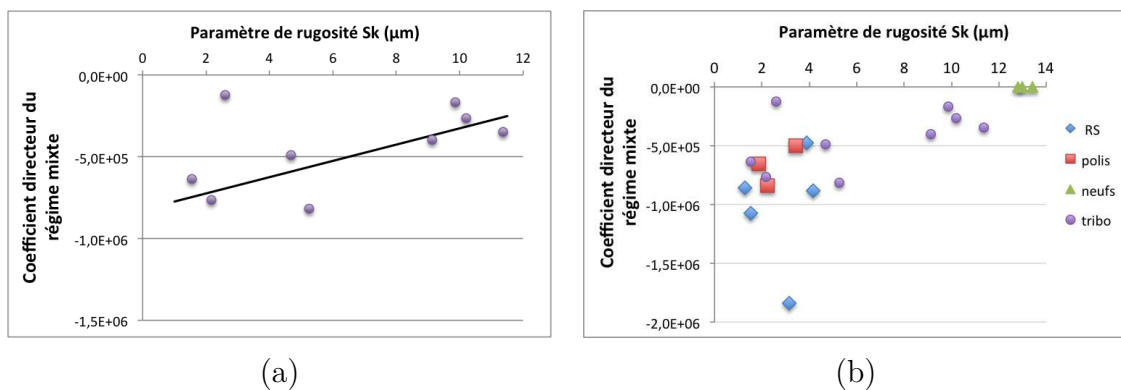 Paramètre de rugosité Sk (µm)
0 2 4 6 8 10 12
0,0E+00
-5,0E+05
-1,0E+06
-1,5E+06
Coefficient directeur du
régime mixte
(a)
Paramètre de rugosité Sk (µm)
0 2 4 6 8 10 12 14
0,0E+00
-5,0E+05
-1,0E+06
-1,5E+06
-2,0E+06
Coefficient directeur du
régime mixte
RS
polis
neufs
tribo
(b)